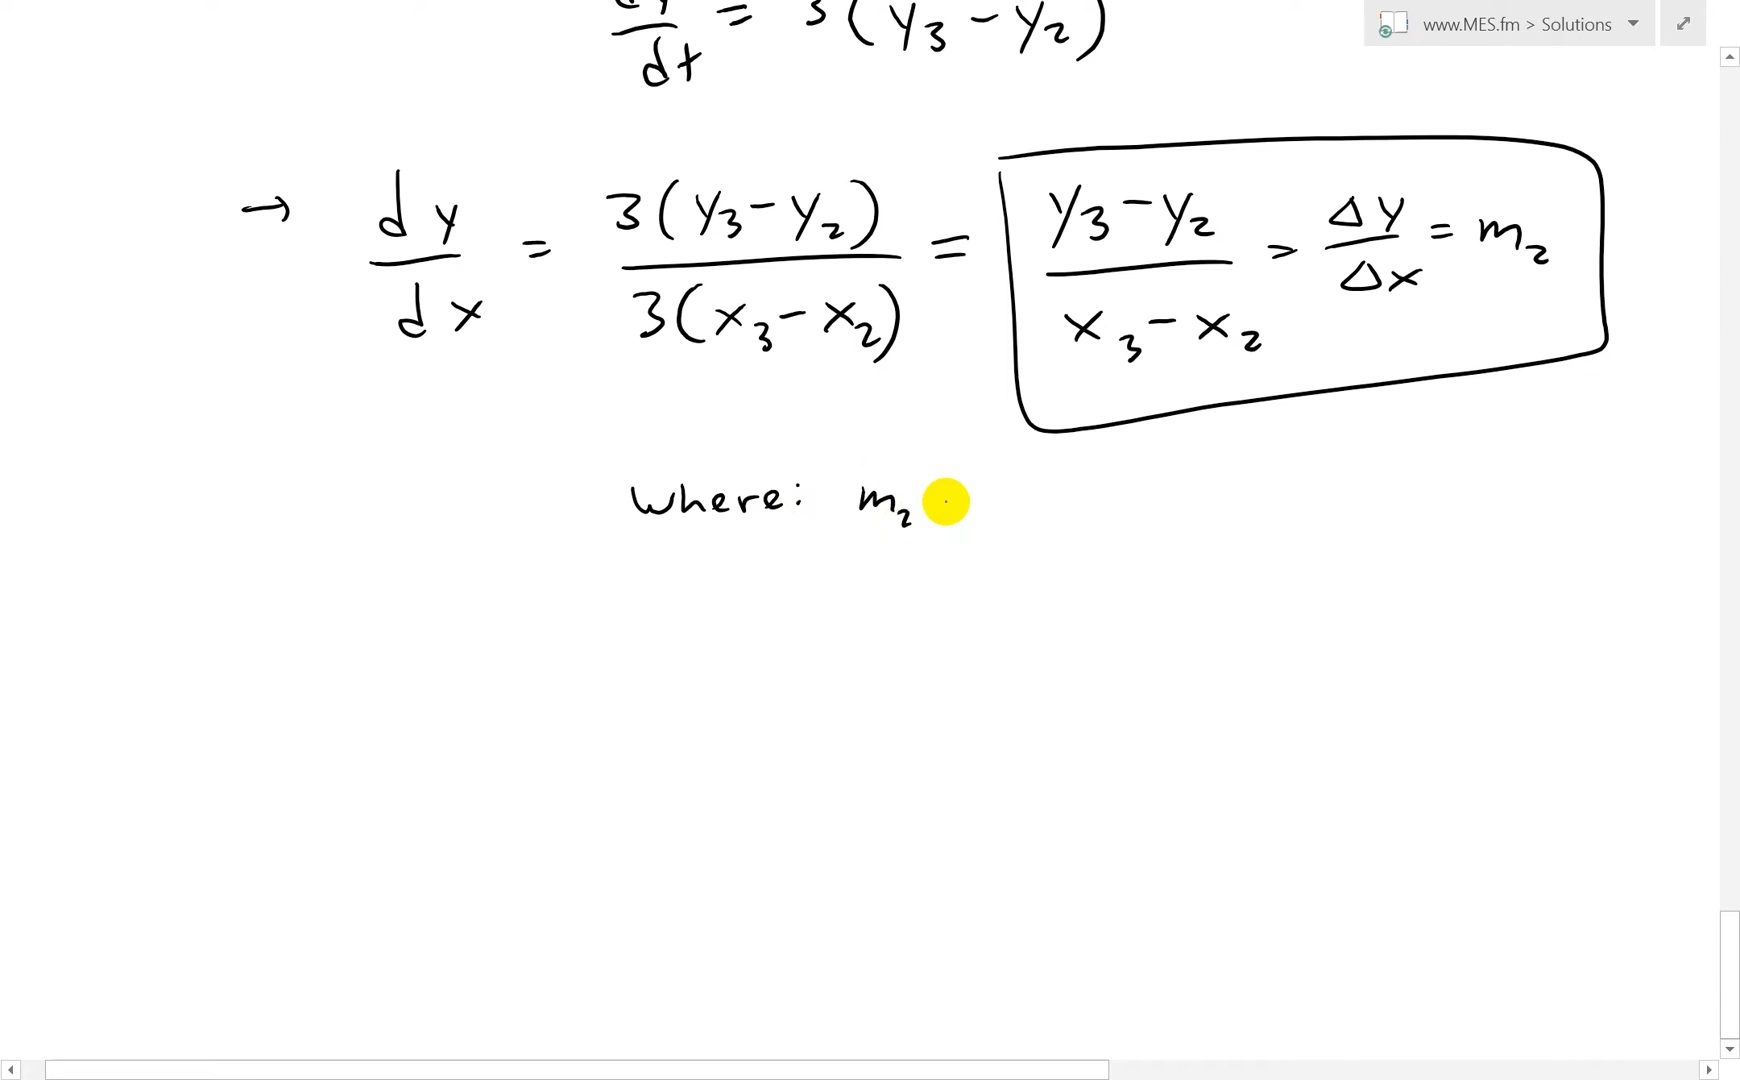 dy/dt = 3(y₃ - y₂)
www.MES.fm > Solutions
→ dy/dx = 3(y₃ - y₂)/3(x₃ - x₂) = y₃ - y₂/x₃ - x₂ = Δy/Δx = m₂
where: m₂